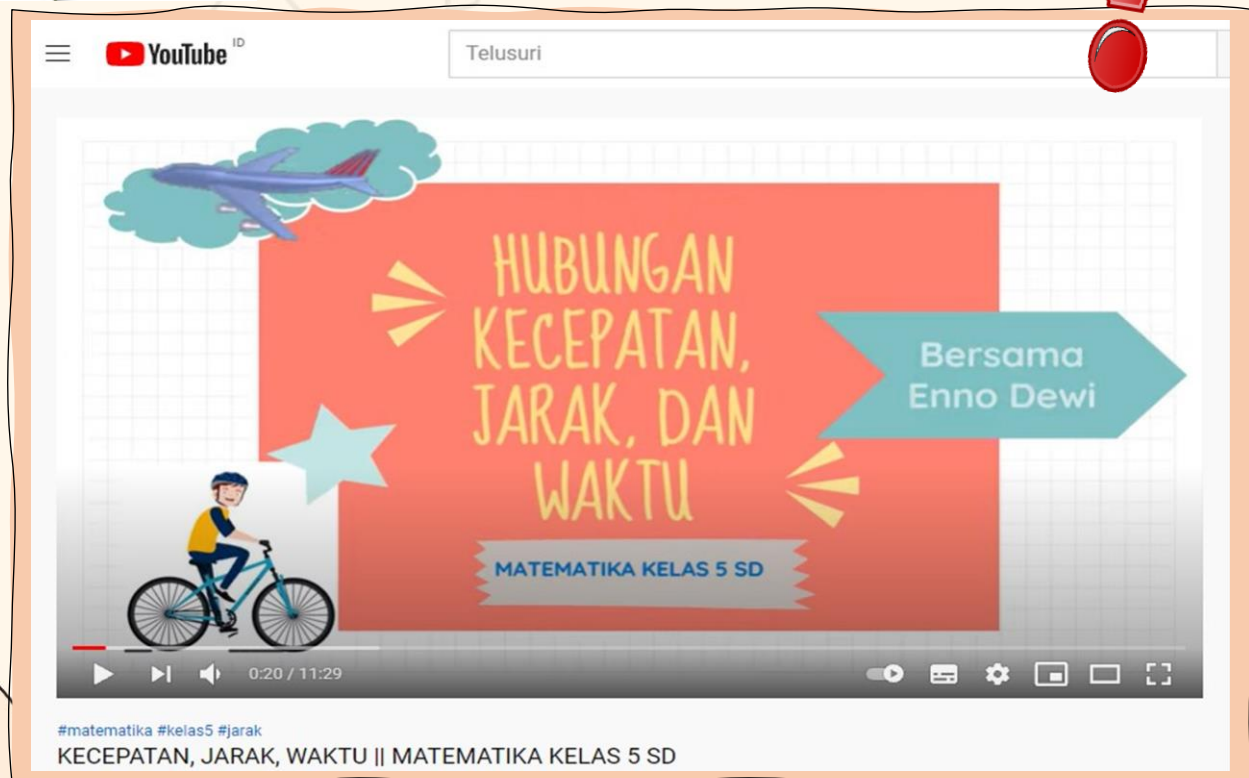 YouTube ID
Telusuri
HUBUNGAN
KECEPATAN,
JARAK, DAN
WAKTU
Bersama
Enno Dewi
MATEMATIKA KELAS 5 SD
0:20 / 11:29
#matematika #kelas5 #jarak
KECEPATAN, JARAK, WAKTU || MATEMATIKA KELAS 5 SD